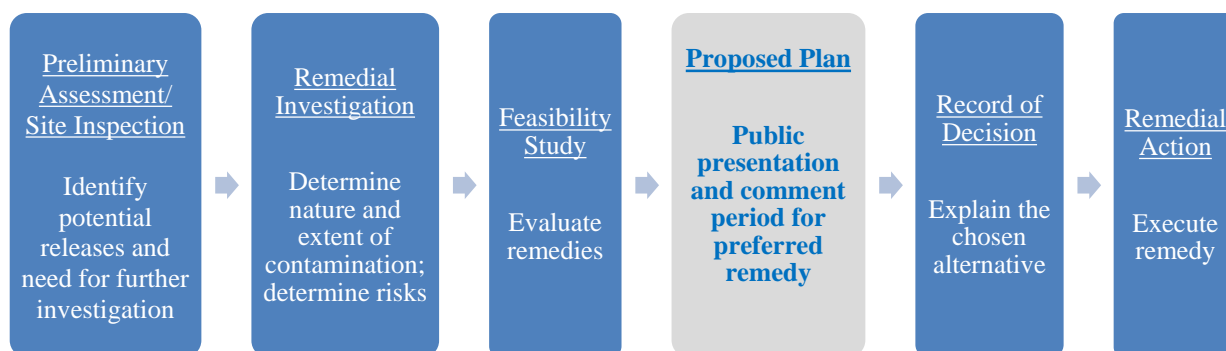 Preliminary
Assessment/
Site Inspection
Identify
potential
releases and
need for further
investigation
Remedial
Investigation
Determine
nature and
extent of
contamination;
determine risks
Feasibility
Study
Evaluate
remedies
Proposed Plan
Public
presentation
and comment
period for
preferred
remedy
Record of
Decision
Explain the
chosen
alternative
Remedial
Action
Execute
remedy